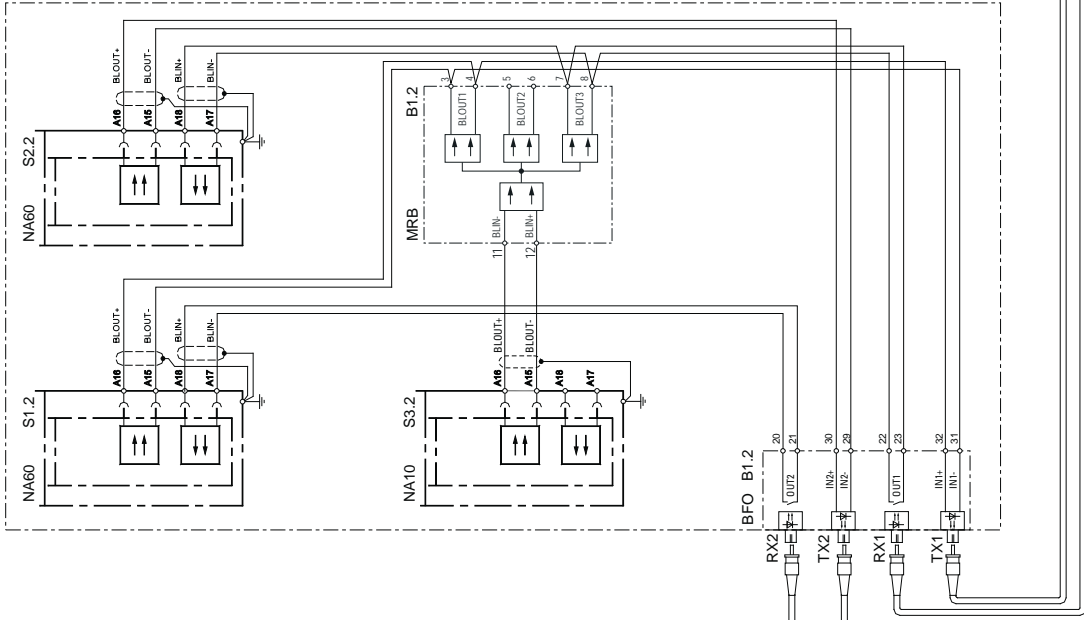 BLOUT+
BLOUT-
BLIN+
BLIN-
A16
A15
A18
A17
S2.2
NA60
3
4
5
6
7
8
B1.2
BLOUT1
BLOUT2
BLOUT3
MRB
BLIN-
BLIN+
11
12
BLOUT+
BLOUT-
BLIN+
BLIN-
A16
A15
A18
A17
S1.2
NA60
BLOUT+
BLOUT-
A16
A15
A18
A17
S3.2
NA10
20
21
30
29
22
23
32
31
B1.2
BFO
OUT2
IN2+
IN2-
OUT1
IN1+
IN1-
RX2
TX2
RX1
TX1